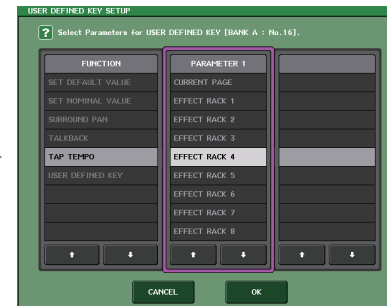 USER DEFINED KEY SETUP
? Select Parameters for USER DEFINED KEY [BANK A : No.16].
FUNCTION PARAMETER 1
SET DEFAULT VALUE CURRENT PAGE
SET NOMINAL VALUE EFFECT RACK 1
SURROUND PAN EFFECT RACK 2
TALKBACK EFFECT RACK 3
TAP TEMPO EFFECT RACK 4
USER DEFINED KEY EFFECT RACK 5
EFFECT RACK 6
EFFECT RACK 7
EFFECT RACK 8
CANCEL OK